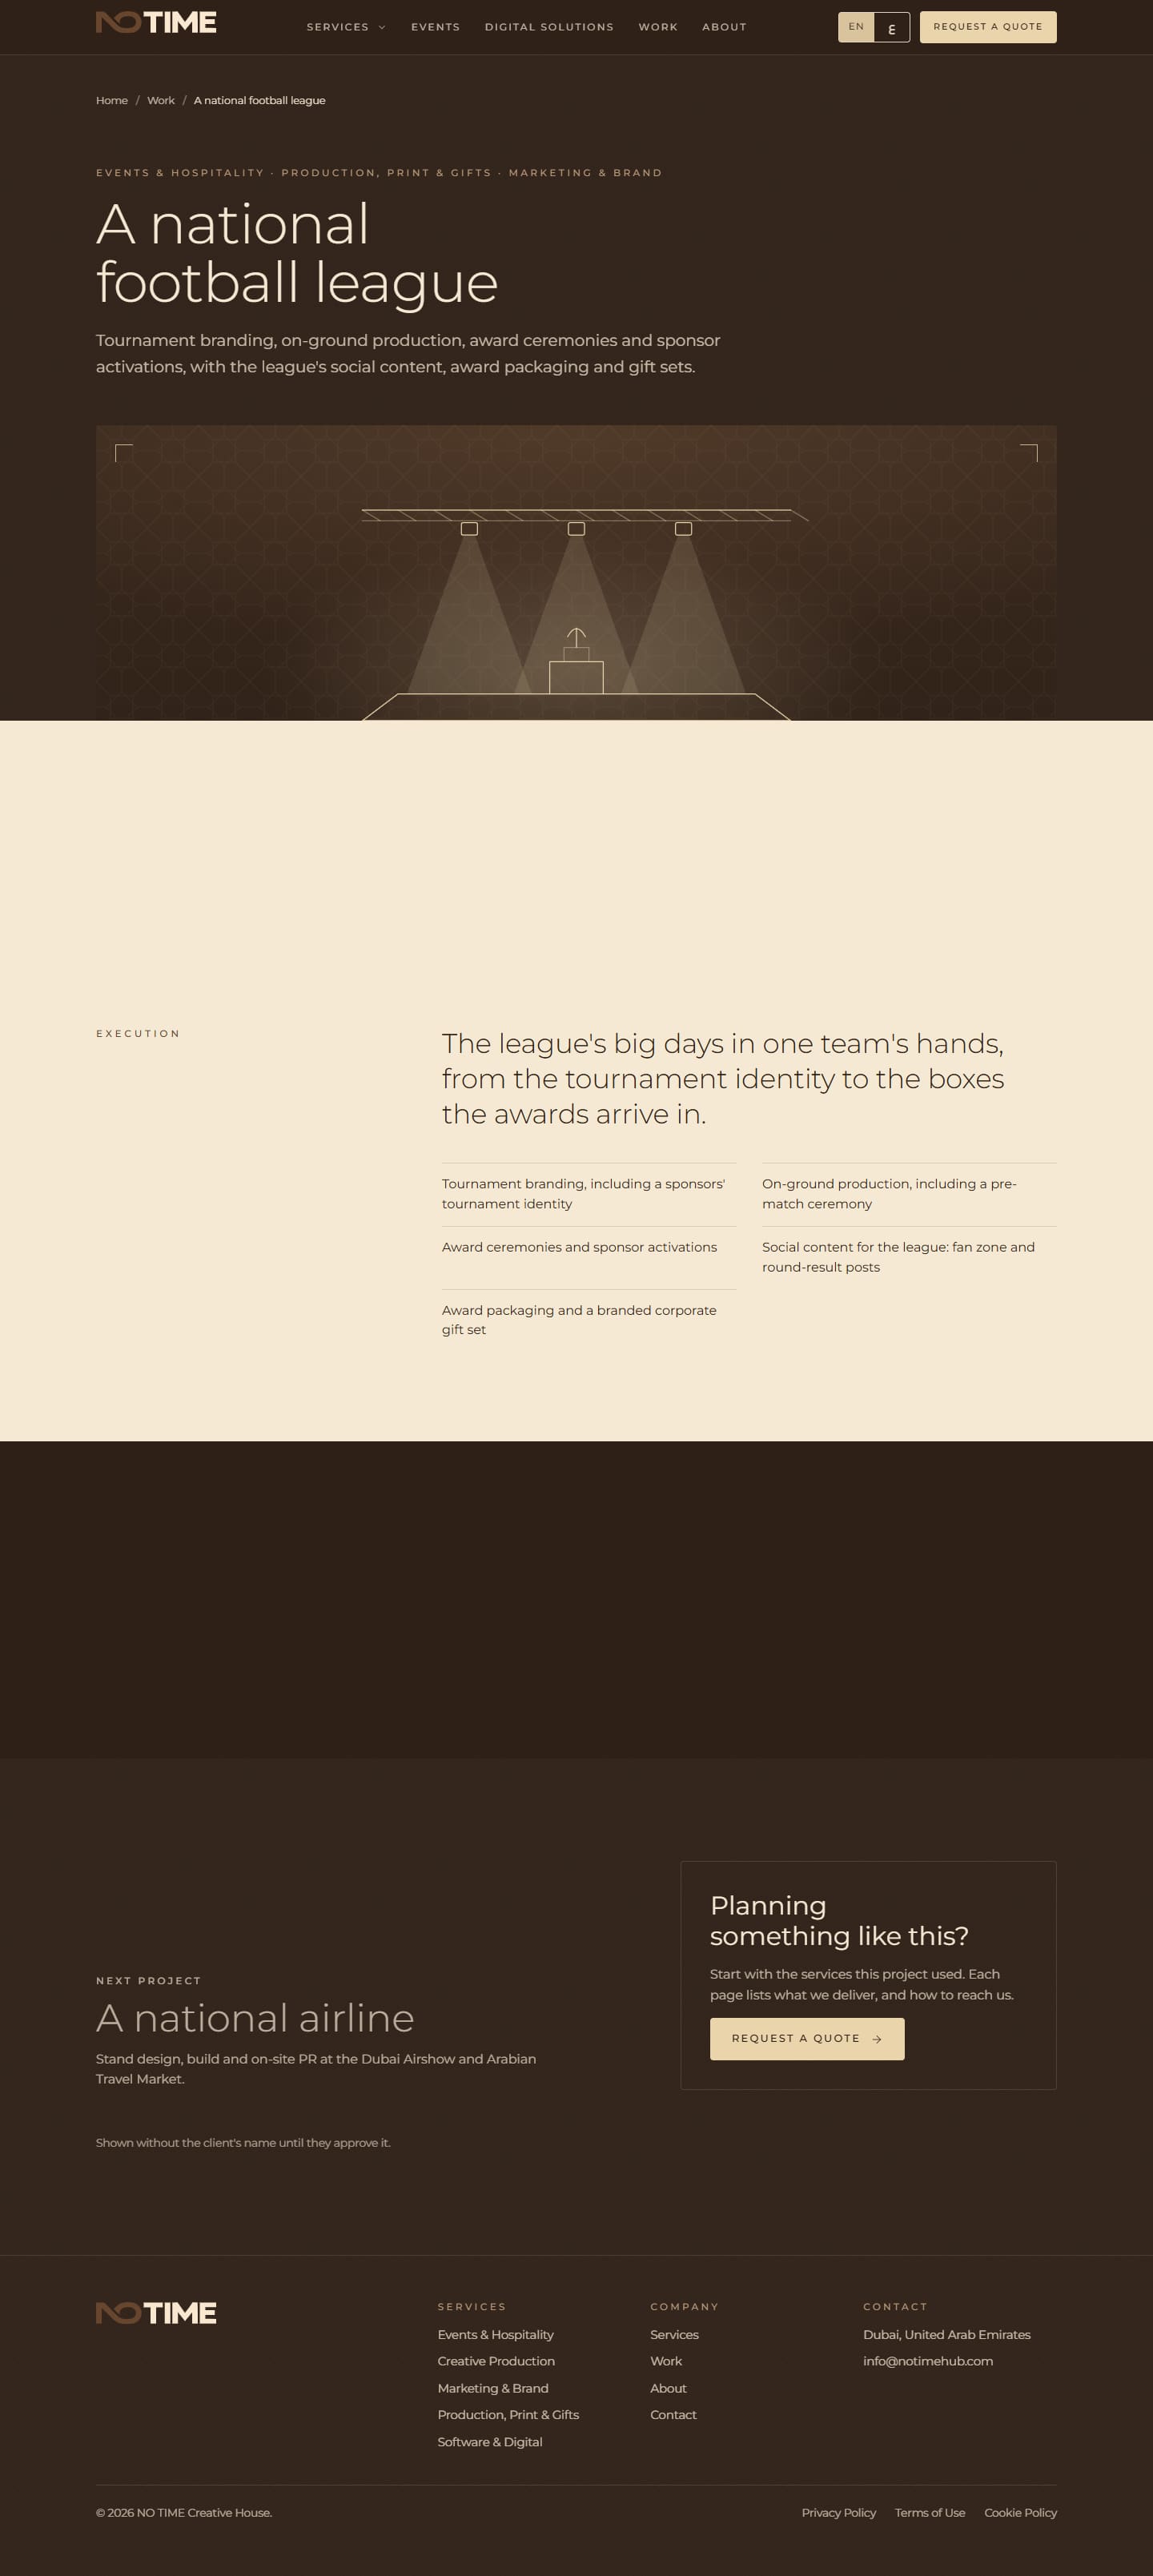 NO TIME
SERVICES
EVENTS
DIGITAL SOLUTIONS
WORK
ABOUT
EN
ع
REQUEST A QUOTE
Home / Work / A national football league
EVENTS & HOSPITALITY · PRODUCTION, PRINT & GIFTS · MARKETING & BRAND
A national
football league
Tournament branding, on-ground production, award ceremonies and sponsor
activations, with the league's social content, award packaging and gift sets.
EXECUTION
The league's big days in one team's hands,
from the tournament identity to the boxes
the awards arrive in.
Tournament branding, including a sponsors'
tournament identity
On-ground production, including a pre-
match ceremony
Award ceremonies and sponsor activations
Social content for the league: fan zone and
round-result posts
Award packaging and a branded corporate
gift set
NEXT PROJECT
A national airline
Stand design, build and on-site PR at the Dubai Airshow and Arabian
Travel Market.
Shown without the client's name until they approve it.
Planning
something like this?
Start with the services this project used. Each
page lists what we deliver, and how to reach us.
REQUEST A QUOTE
NO TIME
SERVICES
Events & Hospitality
Creative Production
Marketing & Brand
Production, Print & Gifts
Software & Digital
COMPANY
Services
Work
About
Contact
CONTACT
Dubai, United Arab Emirates
info@notimehub.com
© 2026 NO TIME Creative House.
Privacy Policy
Terms of Use
Cookie Policy